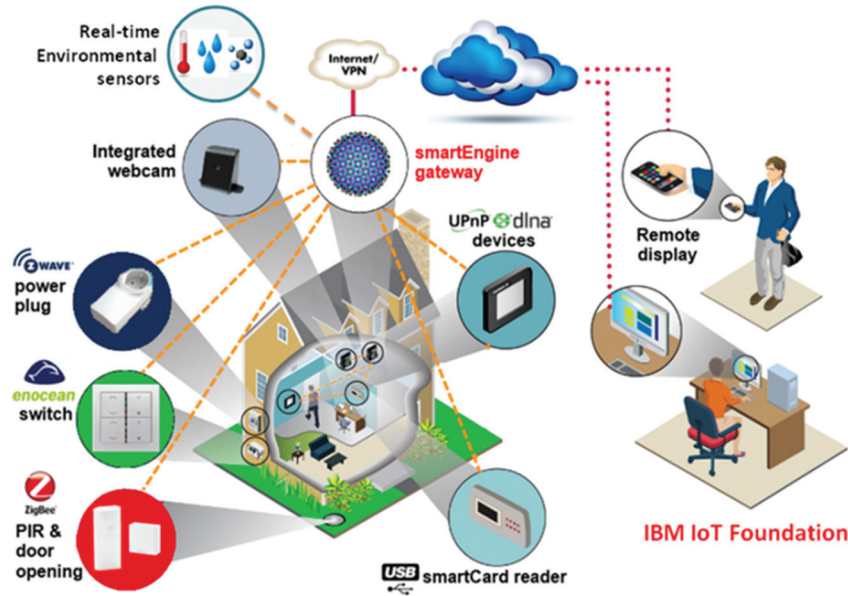 Real-time
Environmental
sensors
Internet/
VPN
Integrated
webcam
smartEngine
gateway
UPnP dlna
devices
Remote
display
Z WAVE
power
plug
enocean
switch
ZigBee
PIR &
door
opening
USB smartCard reader
IBM IoT Foundation